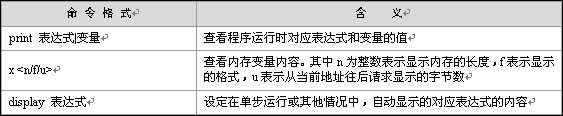 命 令 格 式
含 义
print 表达式|变量
查看程序运行时对应表达式和变量的值
x <n/f/u>
查看内存变量内容。其中 n 为整数表示显示内存的长度，f 表示显示
的格式，u 表示从当前地址往后请求显示的字节数
display 表达式
设定在单步运行或其他情况中，自动显示的对应表达式的内容